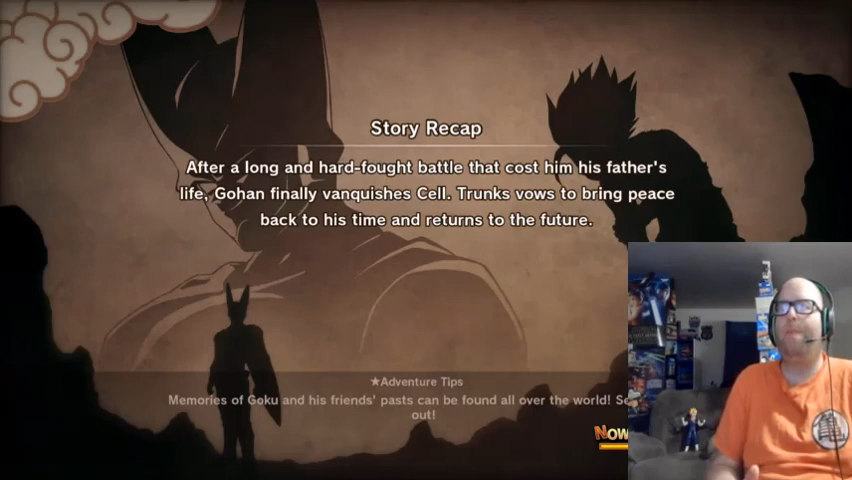 Story Recap
After a long and hard-fought battle that cost him his father's
life, Gohan finally vanquishes Cell. Trunks vows to bring peace
back to his time and returns to the future.
★Adventure Tips
Memories of Goku and his friends' pasts can be found all over the world! Se
out!
Now